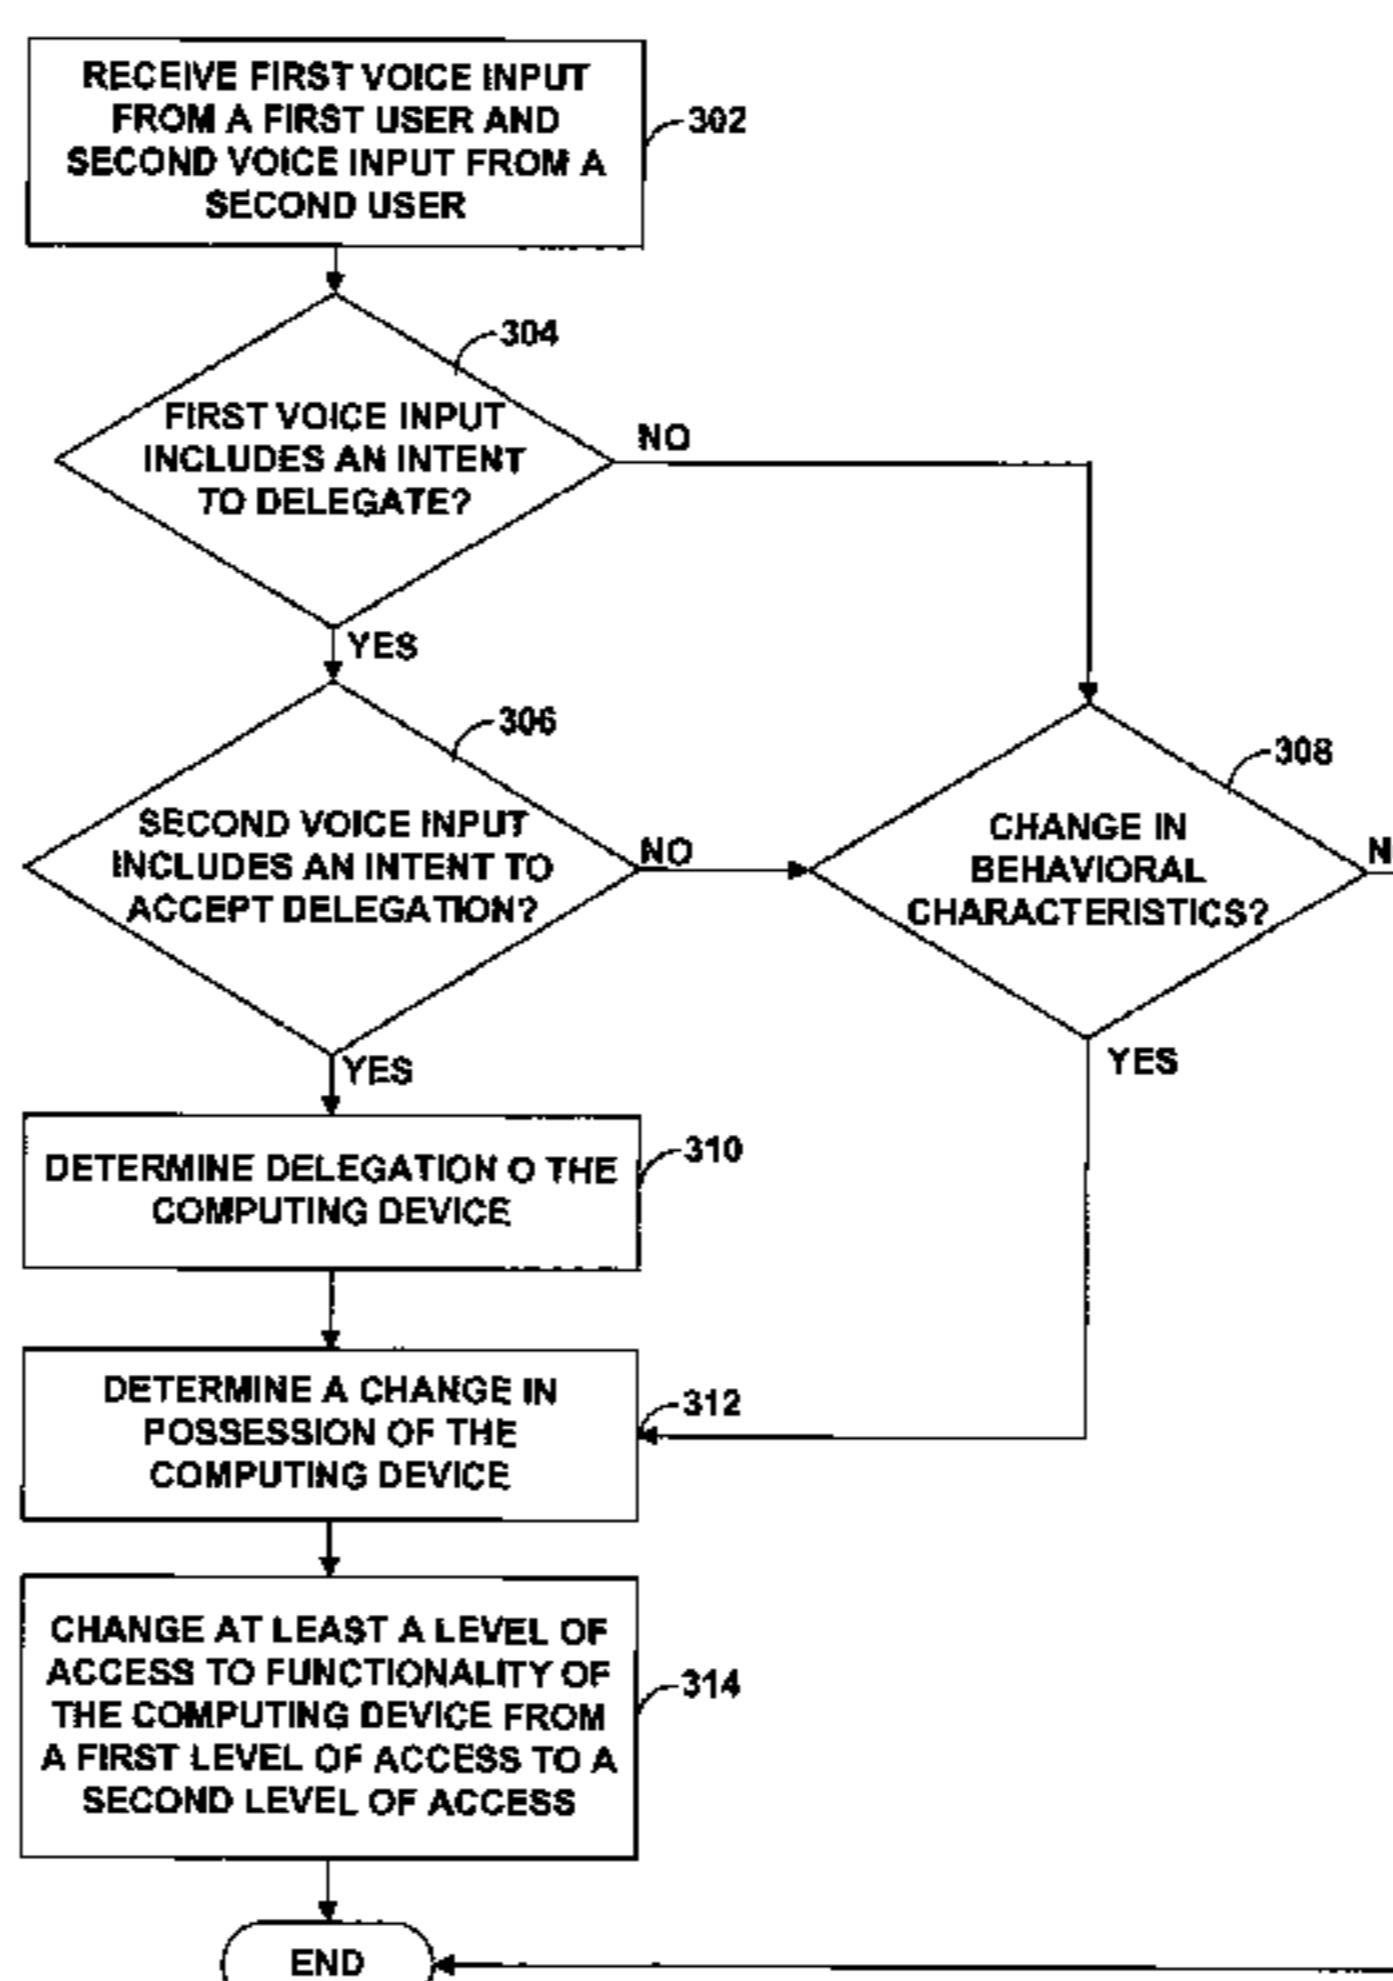 RECEIVE FIRST VOICE INPUT
FROM A FIRST USER AND
SECOND VOICE INPUT FROM A
SECOND USER
302
304
FIRST VOICE INPUT
INCLUDES AN INTENT
TO DELEGATE?
NO
YES
306
SECOND VOICE INPUT
INCLUDES AN INTENT TO
ACCEPT DELEGATION?
NO
308
CHANGE IN
BEHAVIORAL
CHARACTERISTICS?
YES
YES
DETERMINE DELEGATION O THE
COMPUTING DEVICE
310
DETERMINE A CHANGE IN
POSSESSION OF THE
COMPUTING DEVICE
312
CHANGE AT LEAST A LEVEL OF
ACCESS TO FUNCTIONALITY OF
THE COMPUTING DEVICE FROM
A FIRST LEVEL OF ACCESS TO A
SECOND LEVEL OF ACCESS
314
END